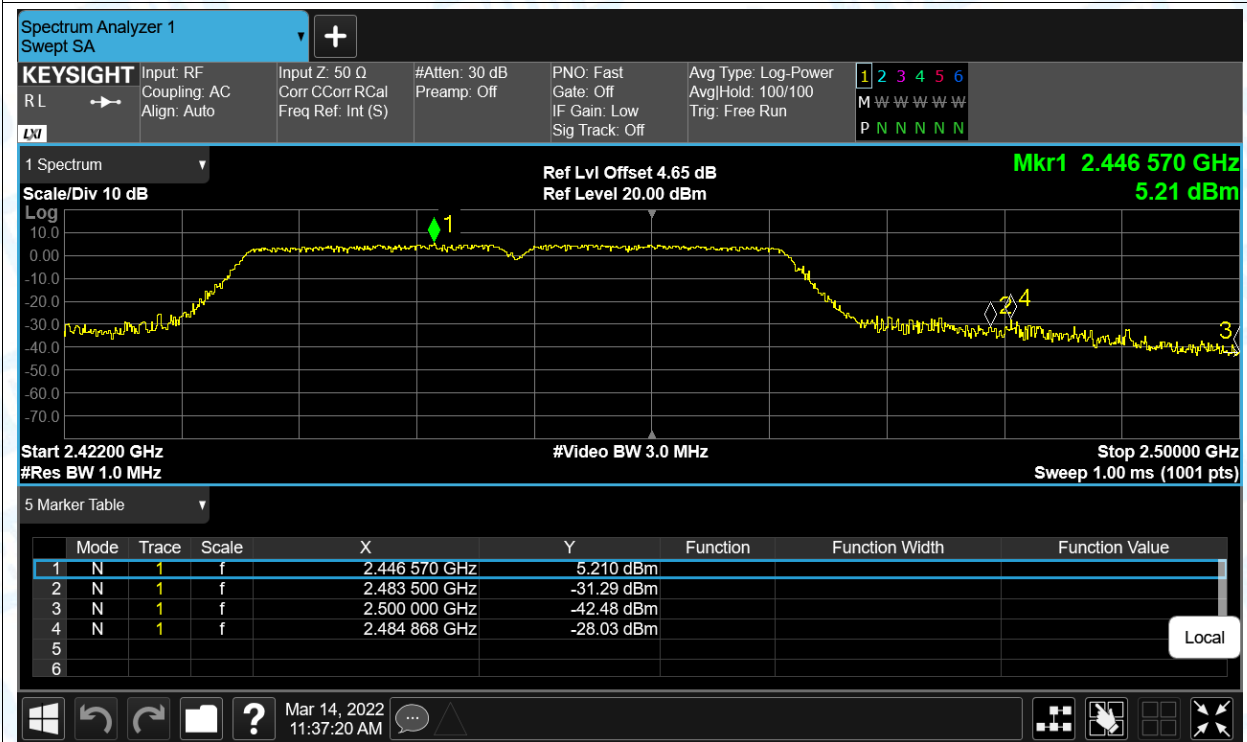 Spectrum Analyzer 1
Swept SA
+
KEYSIGHT
R L
LXI
Input: RF
Coupling: AC
Align: Auto
Input Z: 50 Ω
Corr CCorr RCal
Freq Ref: Int (S)
#Atten: 30 dB
Preamp: Off
PNO: Fast
Gate: Off
IF Gain: Low
Sig Track: Off
Avg Type: Log-Power
Avg|Hold: 100/100
Trig: Free Run
1 2 3 4 5 6
M W W W W W
P N N N N N
1 Spectrum
Scale/Div 10 dB
Ref Lvl Offset 4.65 dB
Ref Level 20.00 dBm
Mkr1 2.446 570 GHz
5.21 dBm
Log
10.0
0.00
-10.0
-20.0
-30.0
-40.0
-50.0
-60.0
-70.0
1
2
4
3
Start 2.42200 GHz
#Video BW 3.0 MHz
Stop 2.50000 GHz
#Res BW 1.0 MHz
Sweep 1.00 ms (1001 pts)
5 Marker Table
Mode Trace Scale X Y Function Function Width Function Value
1 N 1 f 2.446 570 GHz 5.210 dBm
2 N 1 f 2.483 500 GHz -31.29 dBm
3 N 1 f 2.500 000 GHz -42.48 dBm
4 N 1 f 2.484 868 GHz -28.03 dBm
5
6
Local
?
Mar 14, 2022
11:37:20 AM